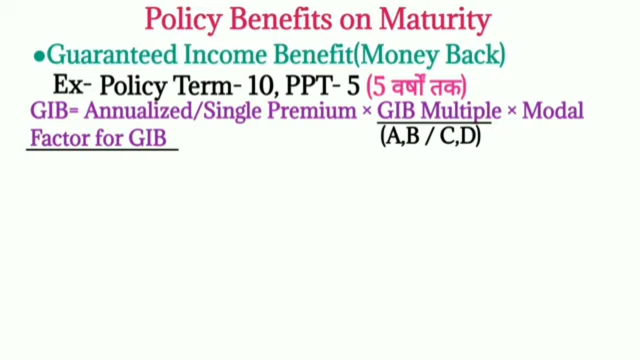 Policy Benefits on Maturity
●Guaranteed Income Benefit(Money Back)
Ex- Policy Term- 10, PPT- 5 (5 वर्षों तक)
GIB= Annualized/Single Premium × GIB Multiple × Modal
Factor for GIB (A,B / C,D)